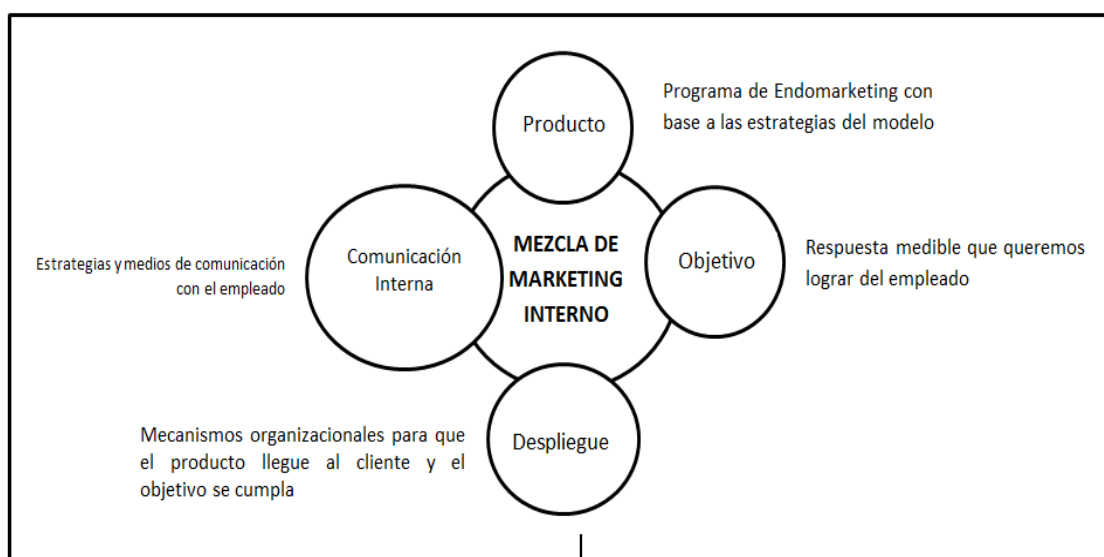 Producto
Programa de Endomarketing con
base a las estrategias del modelo
Estrategias y medios de comunicación
con el empleado
Comunicación
Interna
MEZCLA DE
MARKETING
INTERNO
Objetivo
Respuesta medible que queremos
lograr del empleado
Mecanismos organizacionales para que
el producto llegue al cliente y el
objetivo se cumpla
Despliegue